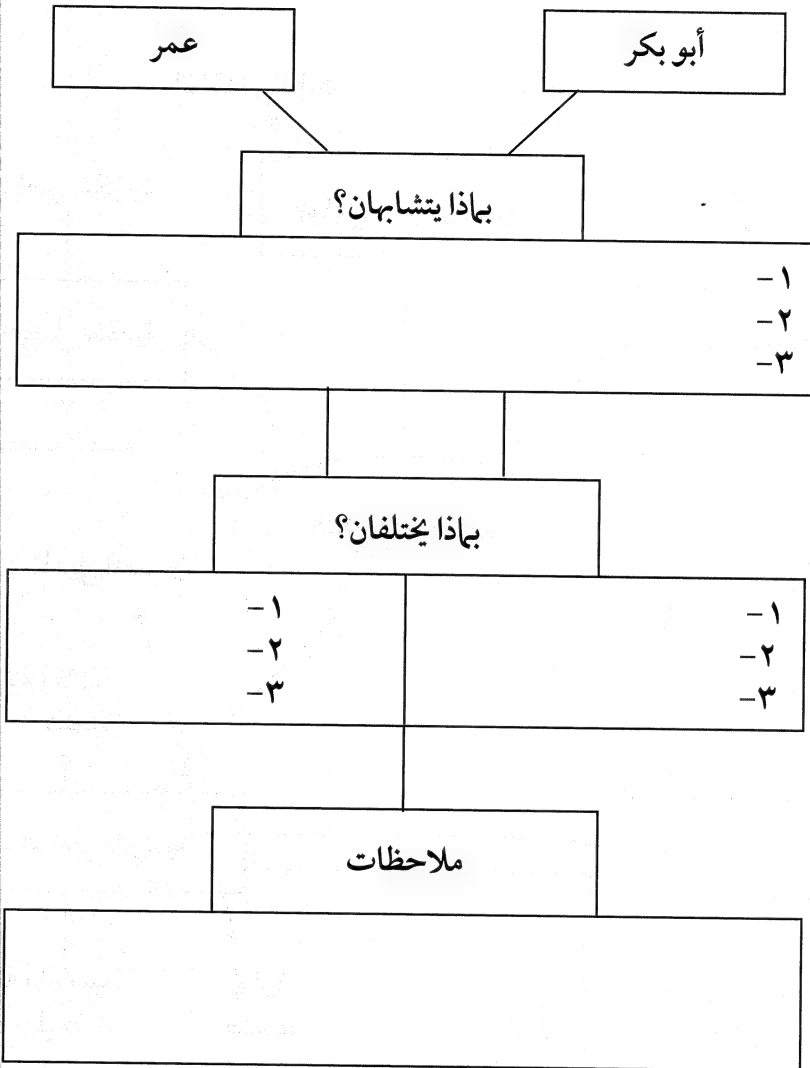 أبو بكر
عمر
بماذا يتشابهان؟
١-
٢-
٣-
بماذا يختلفان؟
١-
٢-
٣-
١-
٢-
٣-
ملاحظات